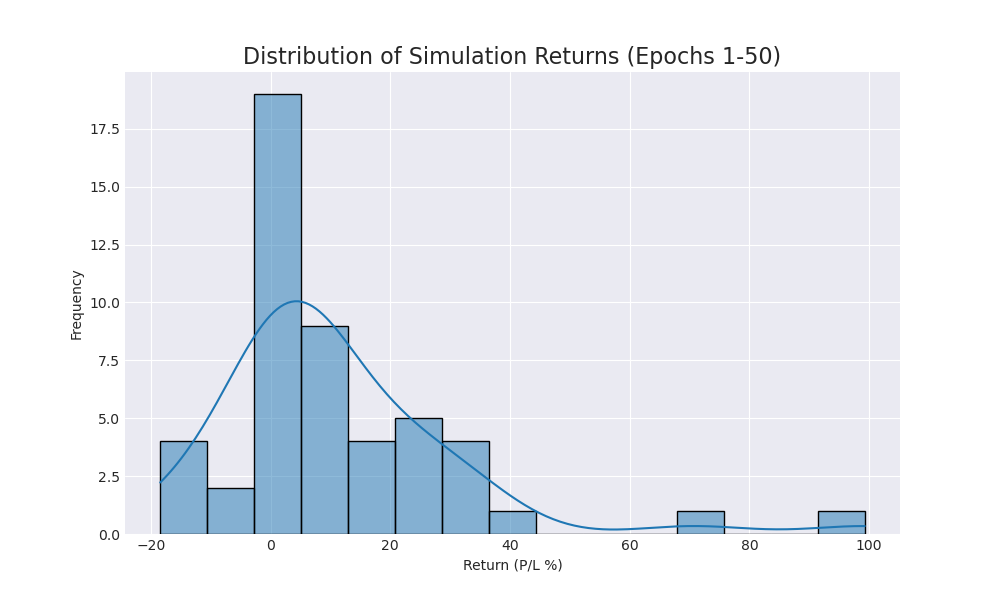 Distribution of Simulation Returns (Epochs 1-50)
17.5
15.0
12.5
10.0
7.5
5.0
2.5
0.0
Frequency
−20 0 20 40 60 80 100
Return (P/L %)